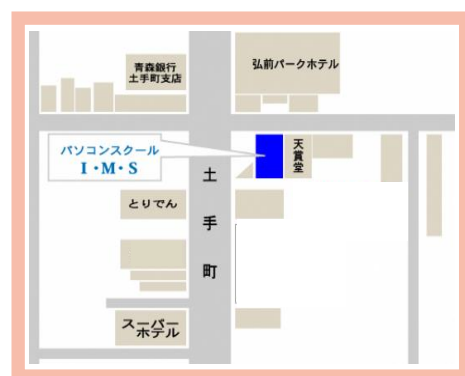 青森銀行
土手町支店
弘前パークホテル
パソコンスクール
I・M・S
天賞堂
土手町
とりでん
スーパー
ホテル